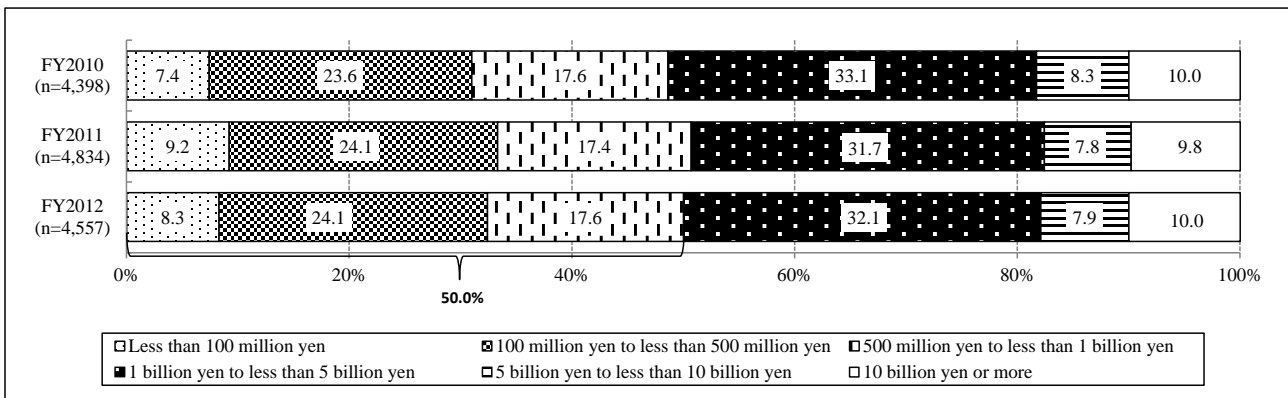 FY2010
(n=4,398)
7.4 23.6 17.6 33.1 8.3 10.0
FY2011
(n=4,834)
9.2 24.1 17.4 31.7 7.8 9.8
FY2012
(n=4,557)
8.3 24.1 17.6 32.1 7.9 10.0
0% 20% 40% 60% 80% 100%
50.0%
Less than 100 million yen 100 million yen to less than 500 million yen 500 million yen to less than 1 billion yen
1 billion yen to less than 5 billion yen 5 billion yen to less than 10 billion yen 10 billion yen or more